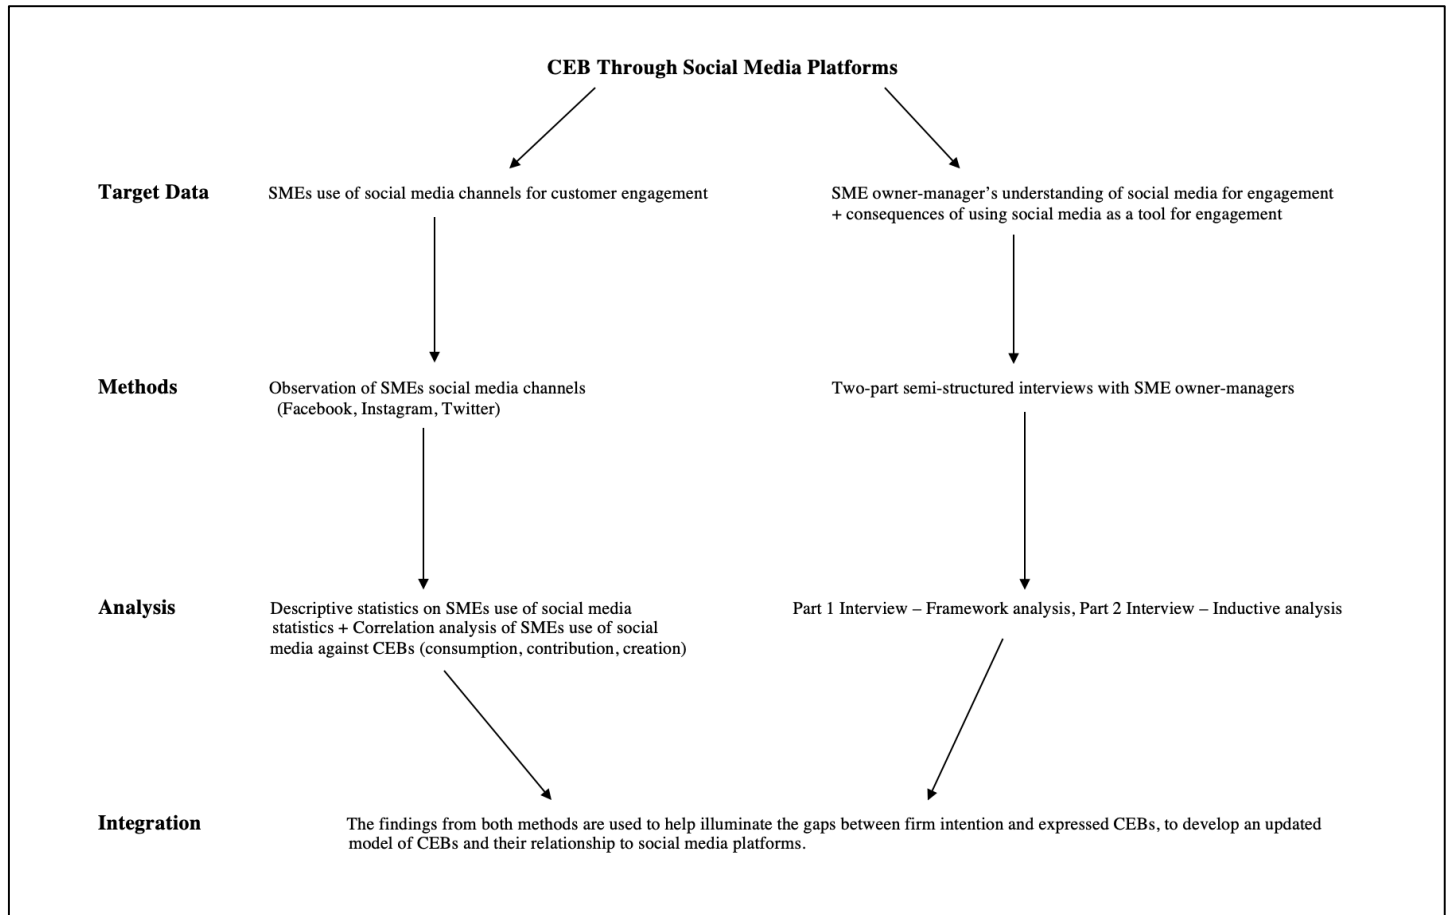 CEB Through Social Media Platforms
Target Data
SMEs use of social media channels for customer engagement
SME owner-manager’s understanding of social media for engagement
+ consequences of using social media as a tool for engagement
Methods
Observation of SMEs social media channels
(Facebook, Instagram, Twitter)
Two-part semi-structured interviews with SME owner-managers
Analysis
Descriptive statistics on SMEs use of social media
statistics + Correlation analysis of SMEs use of social
media against CEBs (consumption, contribution, creation)
Part 1 Interview – Framework analysis, Part 2 Interview – Inductive analysis
Integration
The findings from both methods are used to help illuminate the gaps between firm intention and expressed CEBs, to develop an updated
model of CEBs and their relationship to social media platforms.